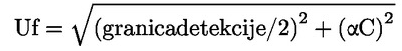 Uf = √(granicadetekcije/2)² + (αC)²